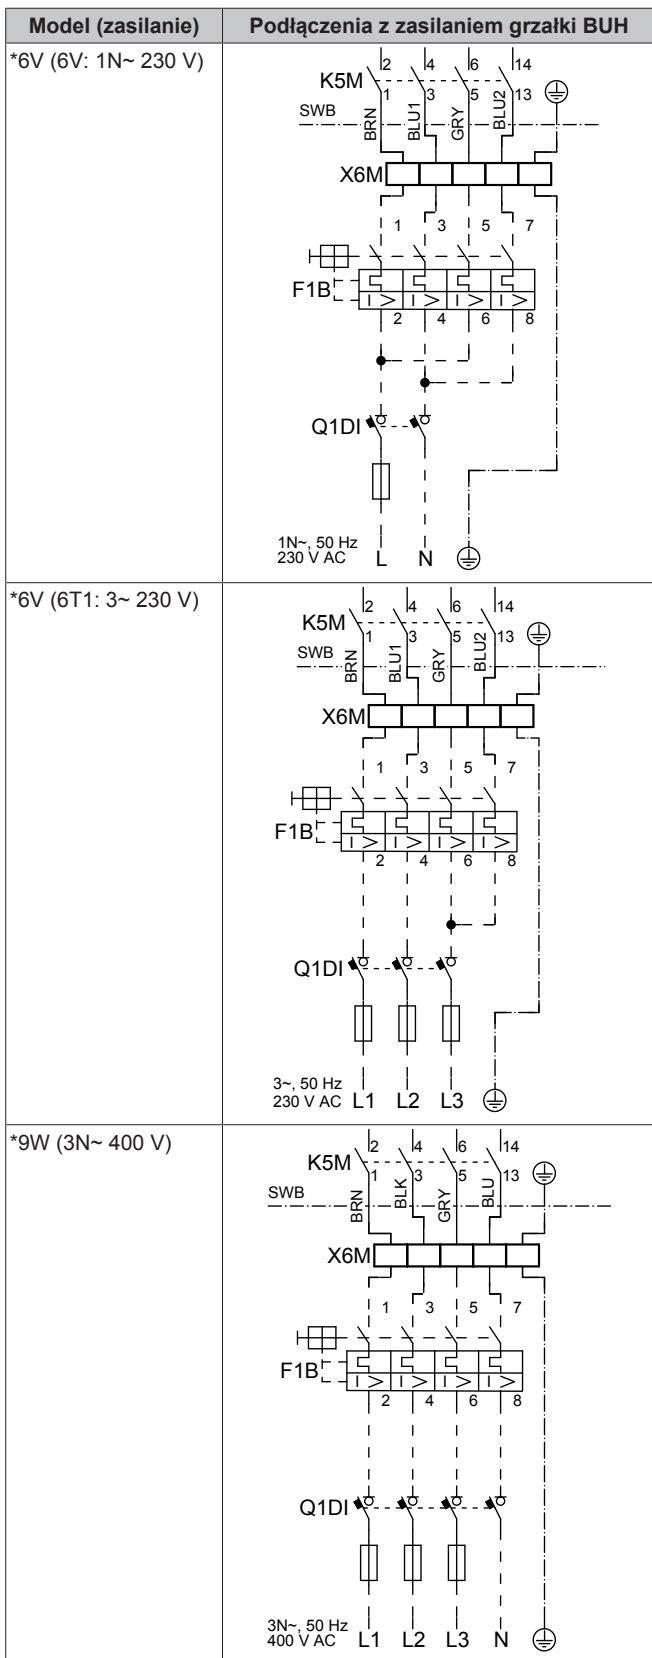 Model (zasilanie) Podłączenia z zasilaniem grzałki BUH
*6V (6V: 1N~ 230 V)
2 4 6 14
K5M
1 3 5 13
SWB
BRN BLU1 GRY BLU2
X6M
1 3 5 7
F1B
I > I > I > I >
2 4 6 8
Q1DI
1N~, 50 Hz
230 V AC L N
*6V (6T1: 3~ 230 V)
2 4 6 14
K5M
1 3 5 13
SWB
BRN BLU1 GRY BLU2
X6M
1 3 5 7
F1B
I > I > I > I >
2 4 6 8
Q1DI
3~, 50 Hz
230 V AC L1 L2 L3
*9W (3N~ 400 V)
2 4 6 14
K5M
1 3 5 13
SWB
BRN BLK GRY BLU
X6M
1 3 5 7
F1B
I > I > I > I >
2 4 6 8
Q1DI
3N~, 50 Hz
400 V AC L1 L2 L3 N